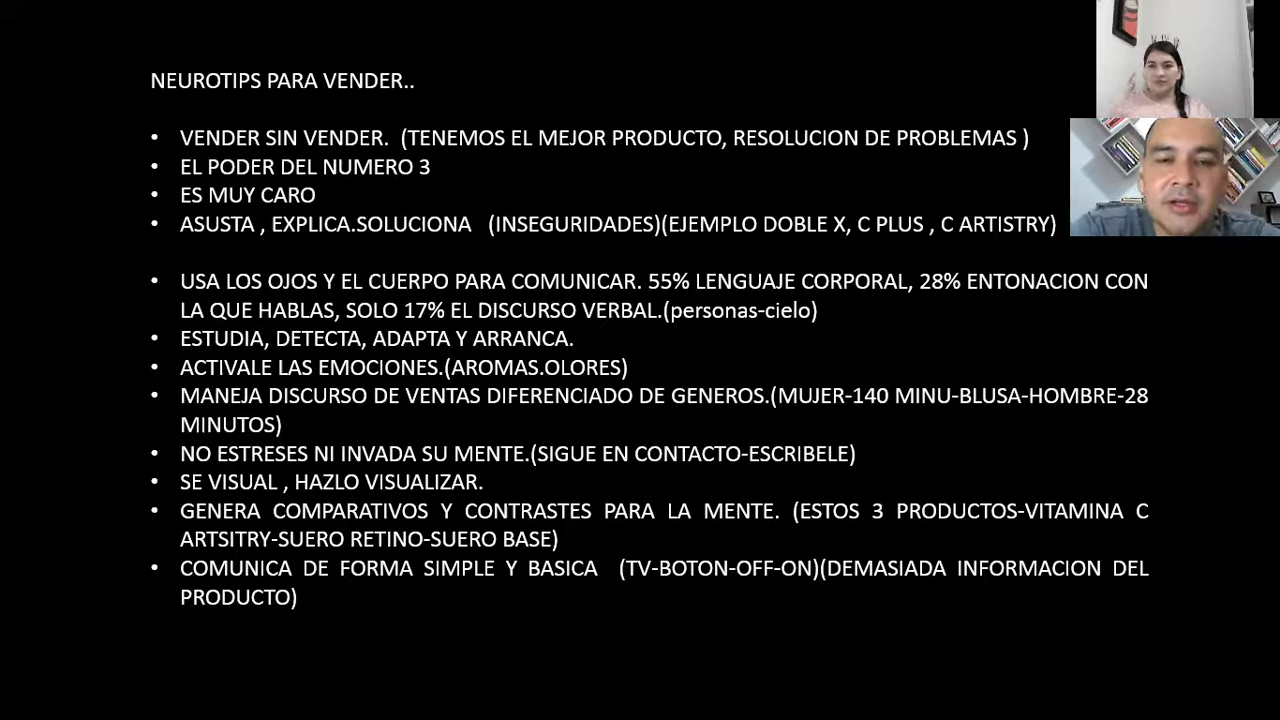 NEUROTIPS PARA VENDER..
• VENDER SIN VENDER. (TENEMOS EL MEJOR PRODUCTO, RESOLUCION DE PROBLEMAS )
• EL PODER DEL NUMERO 3
• ES MUY CARO
• ASUSTA , EXPLICA.SOLUCIONA (INSEGURIDADES)(EJEMPLO DOBLE X, C PLUS , C ARTISTRY)
• USA LOS OJOS Y EL CUERPO PARA COMUNICAR. 55% LENGUAJE CORPORAL, 28% ENTONACION CON
LA QUE HABLAS, SOLO 17% EL DISCURSO VERBAL.(personas-cielo)
• ESTUDIA, DETECTA, ADAPTA Y ARRANCA.
• ACTIVALE LAS EMOCIONES.(AROMAS.OLORES)
• MANEJA DISCURSO DE VENTAS DIFERENCIADO DE GENEROS.(MUJER-140 MINU-BLUSA-HOMBRE-28
MINUTOS)
• NO ESTRESES NI INVADA SU MENTE.(SIGUE EN CONTACTO-ESCRIBELE)
• SE VISUAL , HAZLO VISUALIZAR.
• GENERA COMPARATIVOS Y CONTRASTES PARA LA MENTE. (ESTOS 3 PRODUCTOS-VITAMINA C
ARTSITRY-SUERO RETINO-SUERO BASE)
• COMUNICA DE FORMA SIMPLE Y BASICA (TV-BOTON-OFF-ON)(DEMASIADA INFORMACION DEL
PRODUCTO)